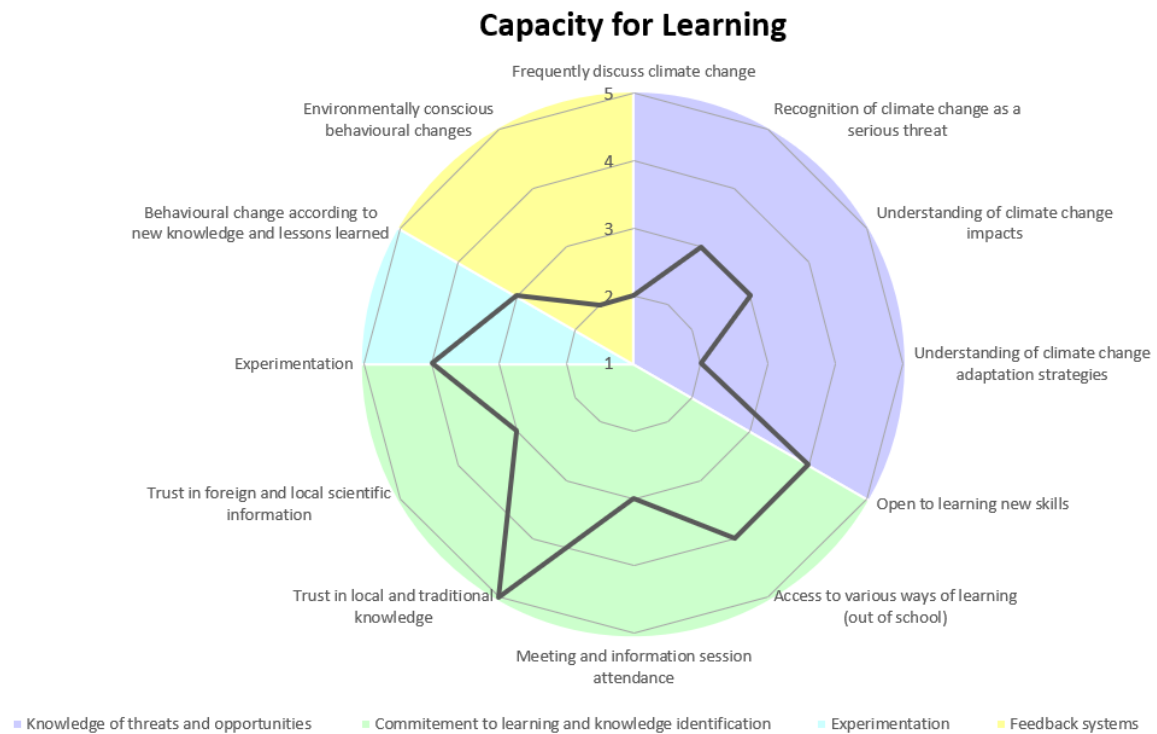 Capacity for Learning
Frequently discuss climate change
Environmentally conscious
behavioural changes
Recognition of climate change as a
serious threat
Behavioural change according to
new knowledge and lessons learned
Understanding of climate change
impacts
Experimentation
Understanding of climate change
adaptation strategies
Trust in foreign and local scientific
information
Open to learning new skills
Trust in local and traditional
knowledge
Access to various ways of learning
(out of school)
Meeting and information session
attendance
5
4
3
2
1
Knowledge of threats and opportunities
Commitement to learning and knowledge identification
Experimentation
Feedback systems